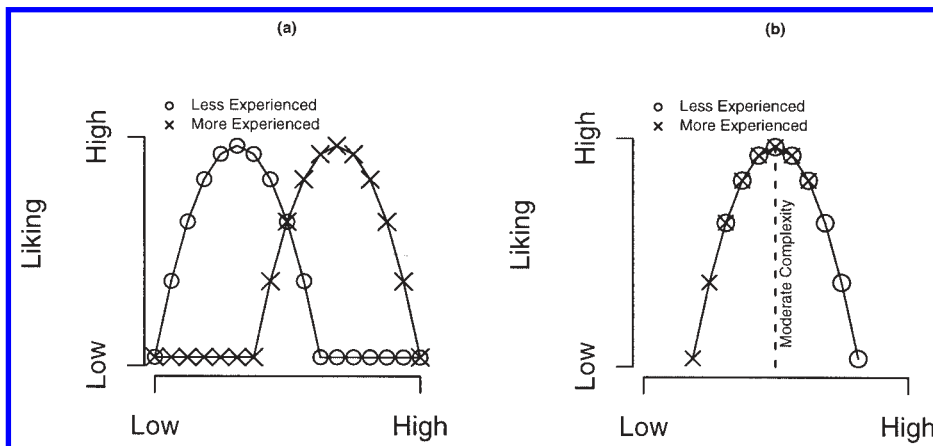 (a)
Less Experienced
More Experienced
High
Liking
Low
Low
High
(b)
Less Experienced
More Experienced
High
Liking
Low
Moderate Complexity
Low
High